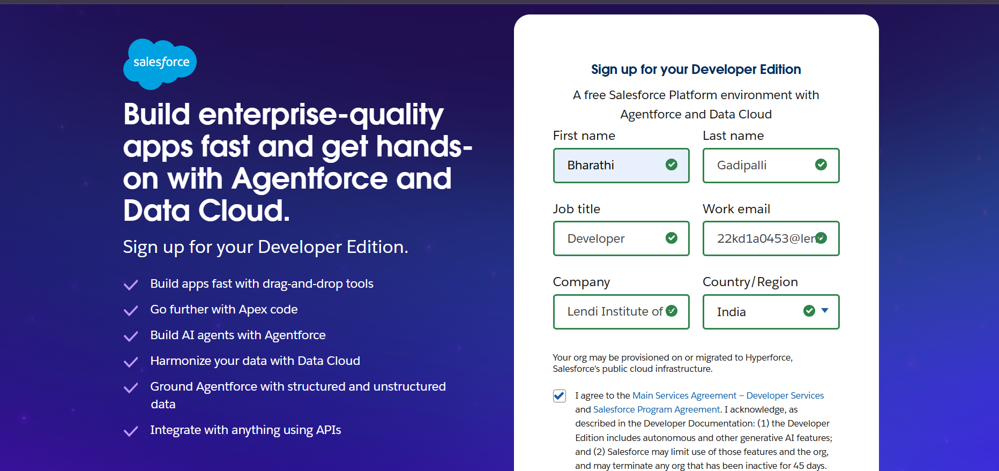 salesforce
Build enterprise-quality
apps fast and get hands-
on with Agentforce and
Data Cloud.
Sign up for your Developer Edition.
Build apps fast with drag-and-drop tools
Go further with Apex code
Build AI agents with Agentforce
Harmonize your data with Data Cloud
Ground Agentforce with structured and unstructured
data
Integrate with anything using APIs
Sign up for your Developer Edition
A free Salesforce Platform environment with
Agentforce and Data Cloud
First name
Last name
Bharathi
Gadipalli
Job title
Work email
Developer
22kd1a0453@len
Company
Country/Region
Lendi Institute of
India
Your org may be provisioned on or migrated to Hyperforce,
Salesforce's public cloud infrastructure.
I agree to the Main Services Agreement – Developer Services
and Salesforce Program Agreement. I acknowledge, as
described in the Developer Documentation: (1) the Developer
Edition includes autonomous and other generative AI features;
and (2) Salesforce may limit use of those features and the org,
and may terminate any org that has been inactive for 45 days.